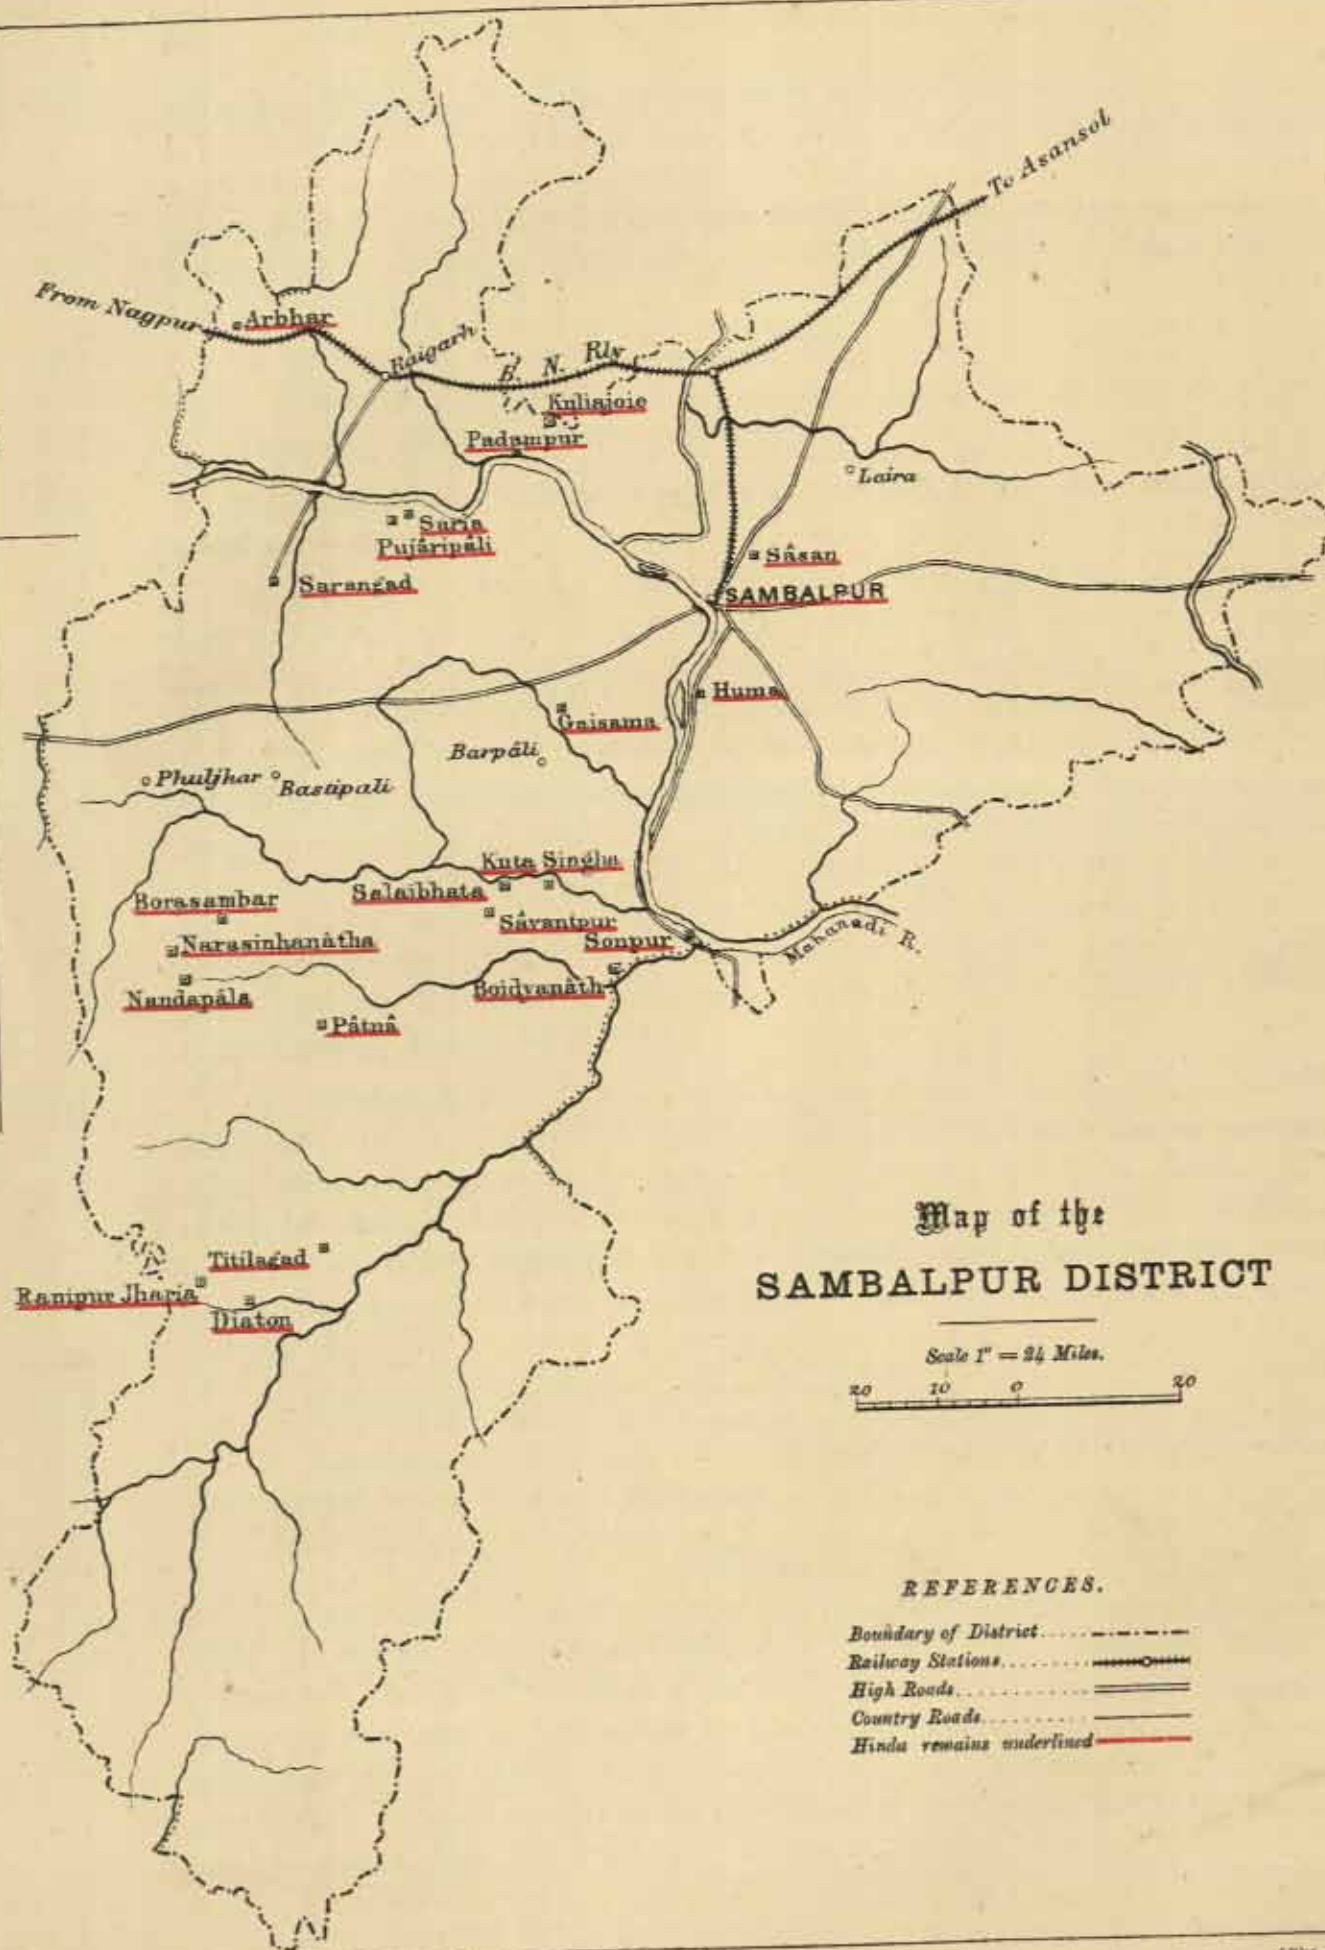 To Asansol
From Nagpur
Arbhar
Raigarh
B. N. Rly
Kuliajoie
Padampur
Laira
Saria
Pujâripâli
Sâsan
Sarangad
SAMBALPUR
Huma
Gaisama
Barpâli
Phuljhar
Bastipali
Kuta Singha
Salaibhata
Borasambar
Sâvantpur
Narasinhanâtha
Sonpur
Mahanadi R.
Nandapâla
Boidyanâth
Pâtnâ
Map of the
SAMBALPUR DISTRICT
Titilagad
Ranipur Jharia
Diaton
Scale 1" = 24 Miles.
20 10 0 20
REFERENCES.
Boundary of District
Railway Stations
High Roads
Country Roads
Hindu remains underlined